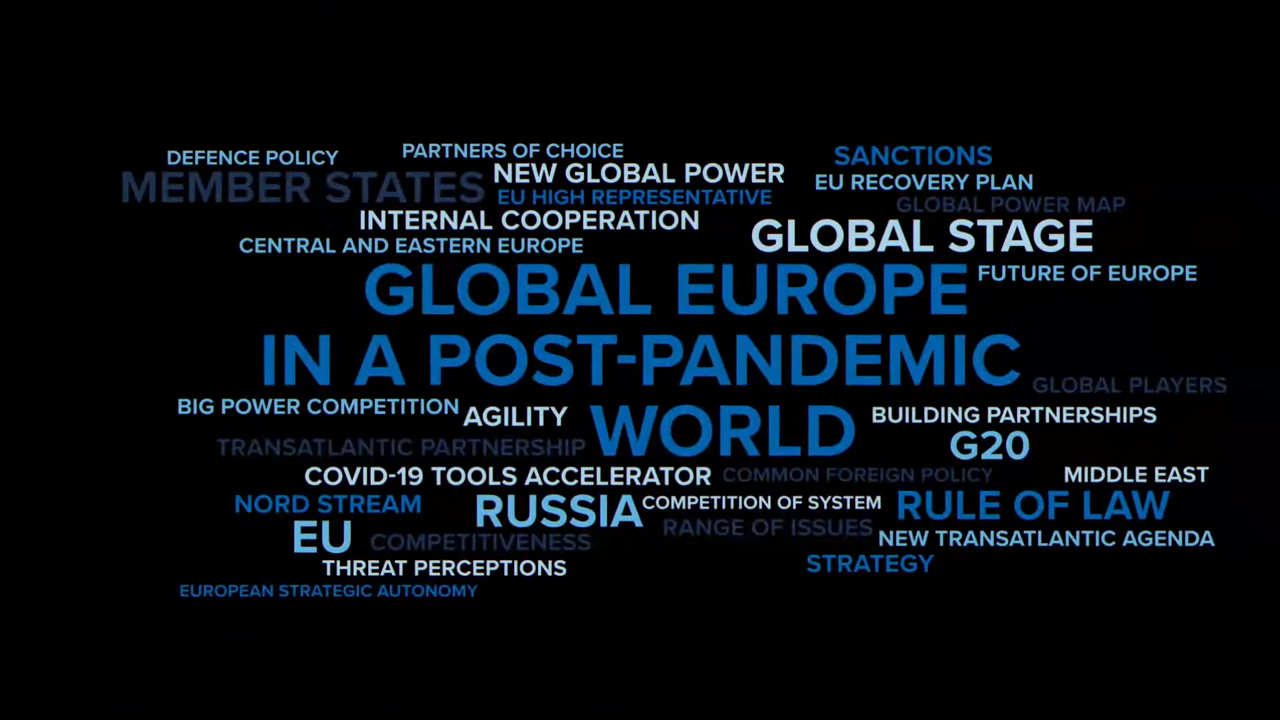 DEFENCE POLICY
PARTNERS OF CHOICE
SANCTIONS
MEMBER STATES
NEW GLOBAL POWER
EU RECOVERY PLAN
EU HIGH REPRESENTATIVE
GLOBAL POWER MAP
INTERNAL COOPERATION
GLOBAL STAGE
CENTRAL AND EASTERN EUROPE
GLOBAL EUROPE
FUTURE OF EUROPE
IN A POST-PANDEMIC
GLOBAL PLAYERS
BIG POWER COMPETITION
AGILITY
WORLD
BUILDING PARTNERSHIPS
TRANSATLANTIC PARTNERSHIP
G20
COVID-19 TOOLS ACCELERATOR
COMMON FOREIGN POLICY
MIDDLE EAST
NORD STREAM
RUSSIA
COMPETITION OF SYSTEM
RULE OF LAW
RANGE OF ISSUES
EU
COMPETITIVENESS
NEW TRANSATLANTIC AGENDA
THREAT PERCEPTIONS
STRATEGY
EUROPEAN STRATEGIC AUTONOMY